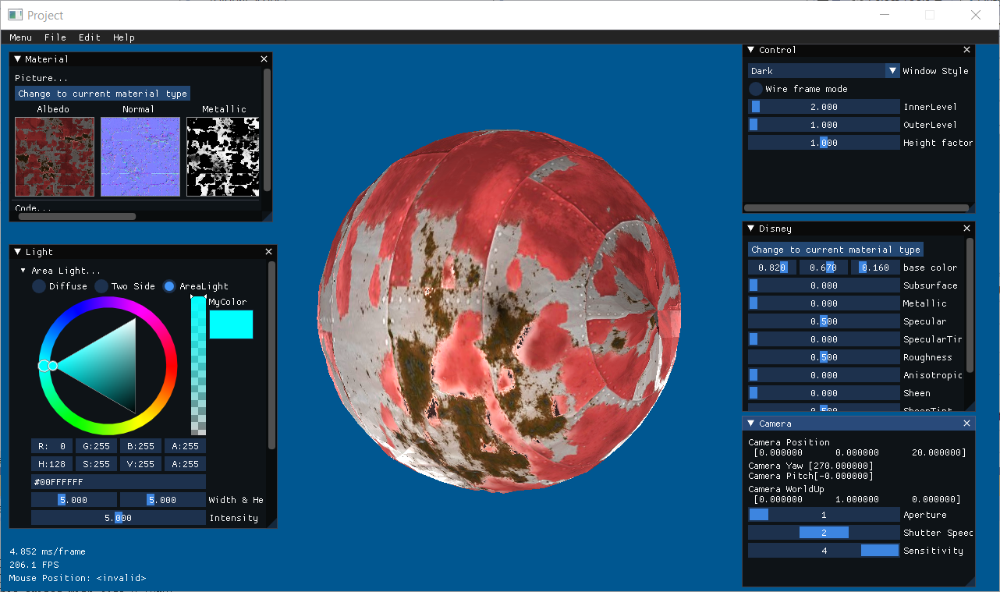 Project
Menu File Edit Help
Material
Picture...
Change to current material type
Albedo Normal Metallic
Code...
Light
Area Light...
Diffuse Two Side AreaLight
MyColor
R: 0 G:255 B:255 A:255
H:128 S:255 V:255 A:255
#00FFFFFF
5.000 5.000 Width & He
5.000 Intensity
4.852 ms/frame
206.1 FPS
Mouse Position: <invalid>
Control
Dark Window Style
Wire frame mode
2.000 InnerLevel
1.000 OuterLevel
1.000 Height factor
Disney
Change to current material type
0.820 0.670 0.160 base color
0.000 Subsurface
0.000 Metallic
0.500 Specular
0.000 SpecularTir
0.500 Roughness
0.000 Anisotropic
0.000 Sheen
0.500 SheenTint
Camera
Camera Position
[0.000000 0.000000 20.000000]
Camera Yaw [270.000000]
Camera Pitch[-0.000000]
Camera WorldUp
[0.000000 1.000000 0.000000]
1 Aperture
2 Shutter Speed
4 Sensitivity